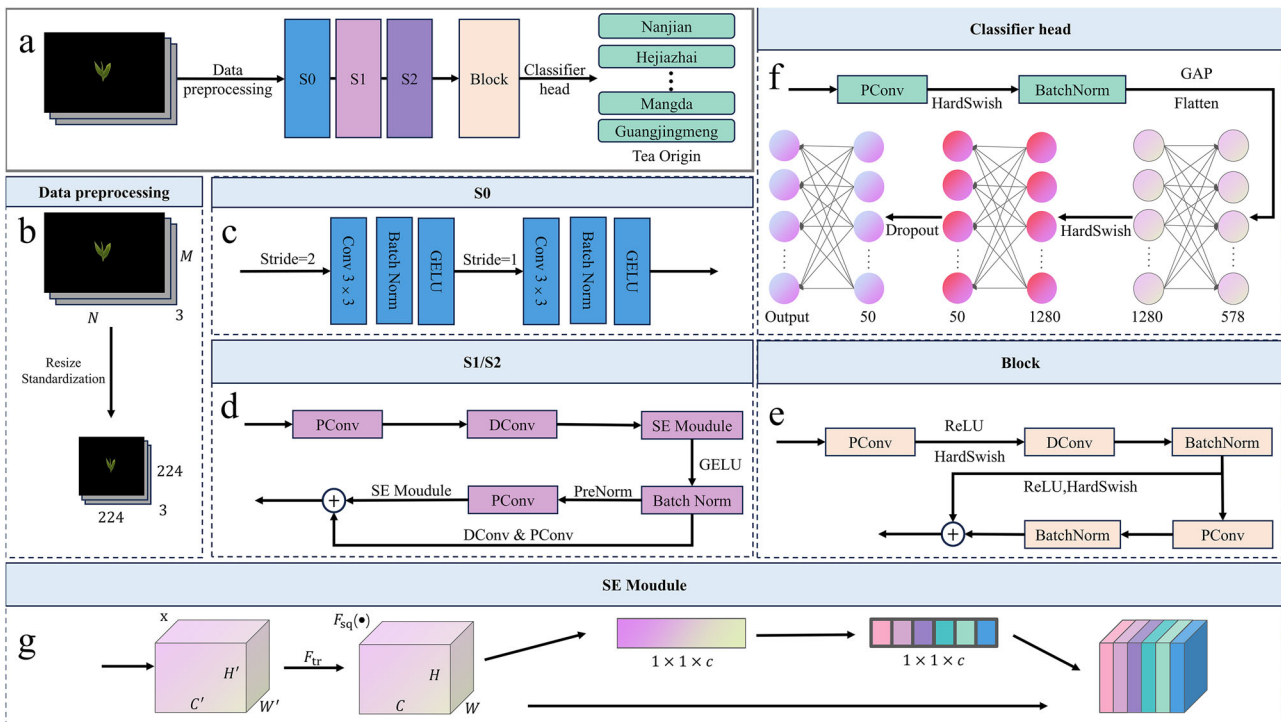 a
Data
preprocessing
S0
S1
S2
Block
Classifier
head
Nanjian
Hejiazhai
Mangda
Guangjingmeng
Tea Origin
Data preprocessing
b
M
N
3
Resize
Standardization
224
224
3
S0
c
Stride=2
Conv 3 × 3
Batch Norm
GELU
Stride=1
Conv 3 × 3
Batch Norm
GELU
S1/S2
d
PConv
DConv
SE Moudule
GELU
SE Moudule
PConv
PreNorm
Batch Norm
DConv & PConv
Classifier head
f
PConv
HardSwish
BatchNorm
GAP
Flatten
Dropout
HardSwish
Output
50
50
1280
1280
578
Block
e
PConv
ReLU
HardSwish
DConv
BatchNorm
ReLU,HardSwish
BatchNorm
PConv
SE Moudule
g
x
H′
C′
W′
F_tr
F_sq(•)
H
C
W
1 × 1 × c
1 × 1 × c